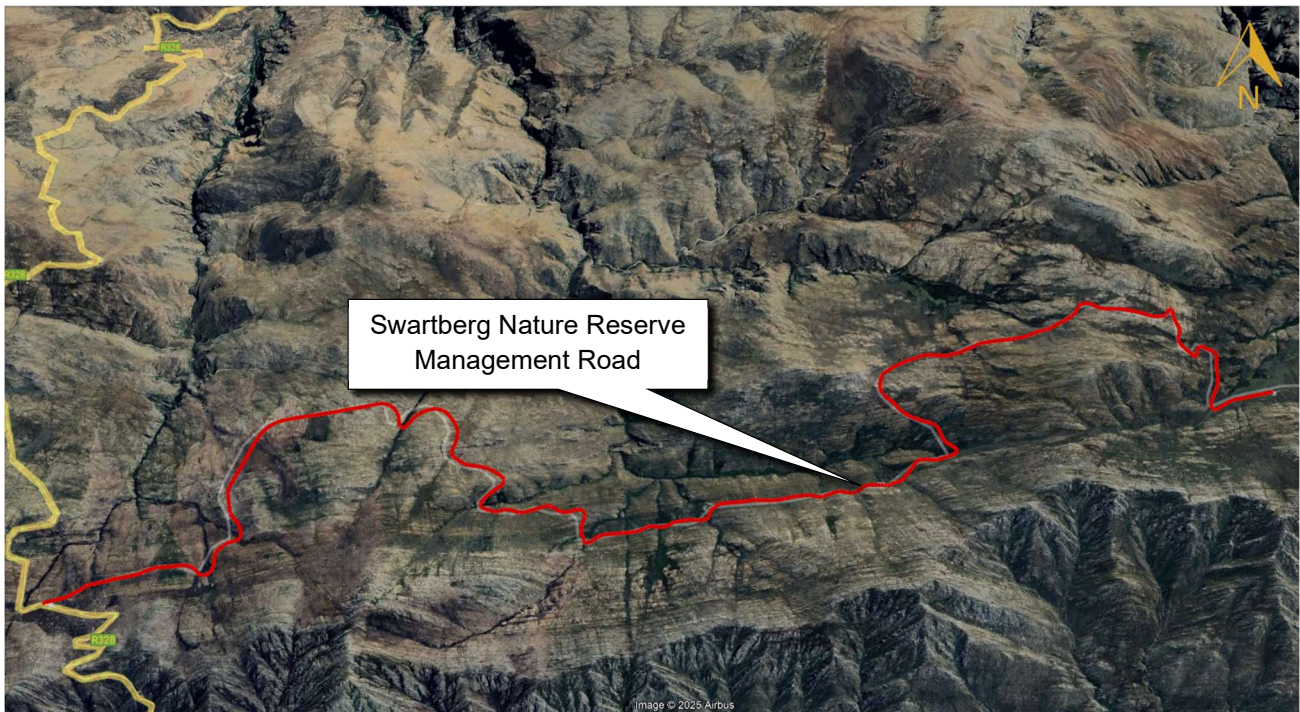 R328
N
R328
Swartberg Nature Reserve
Management Road
R328
Image © 2025 Airbus